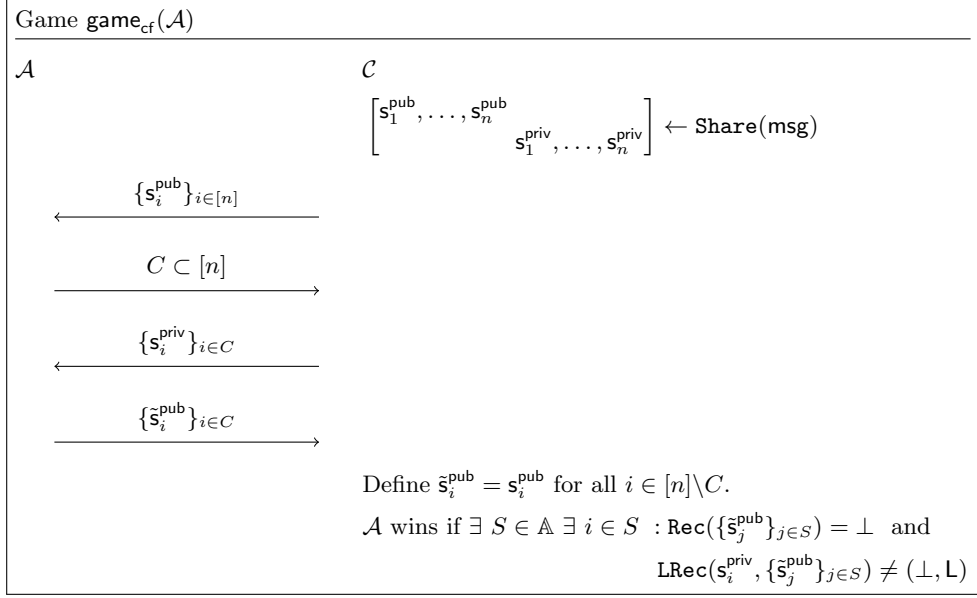 Game game_cf(𝒜)
𝒜 𝒞
[s_1^pub, …, s_n^pub
s_1^priv, …, s_n^priv] ← Share(msg)
{s_i^pub}_{i∈[n]}
C ⊂ [n]
{s_i^priv}_{i∈C}
{s̃_i^pub}_{i∈C}
Define s̃_i^pub = s_i^pub for all i ∈ [n]\C.
𝒜 wins if ∃ S ∈ 𝔸 ∃ i ∈ S : Rec({s̃_j^pub}_{j∈S}) = ⊥ and
LRec(s_i^priv, {s̃_j^pub}_{j∈S}) ≠ (⊥, L)